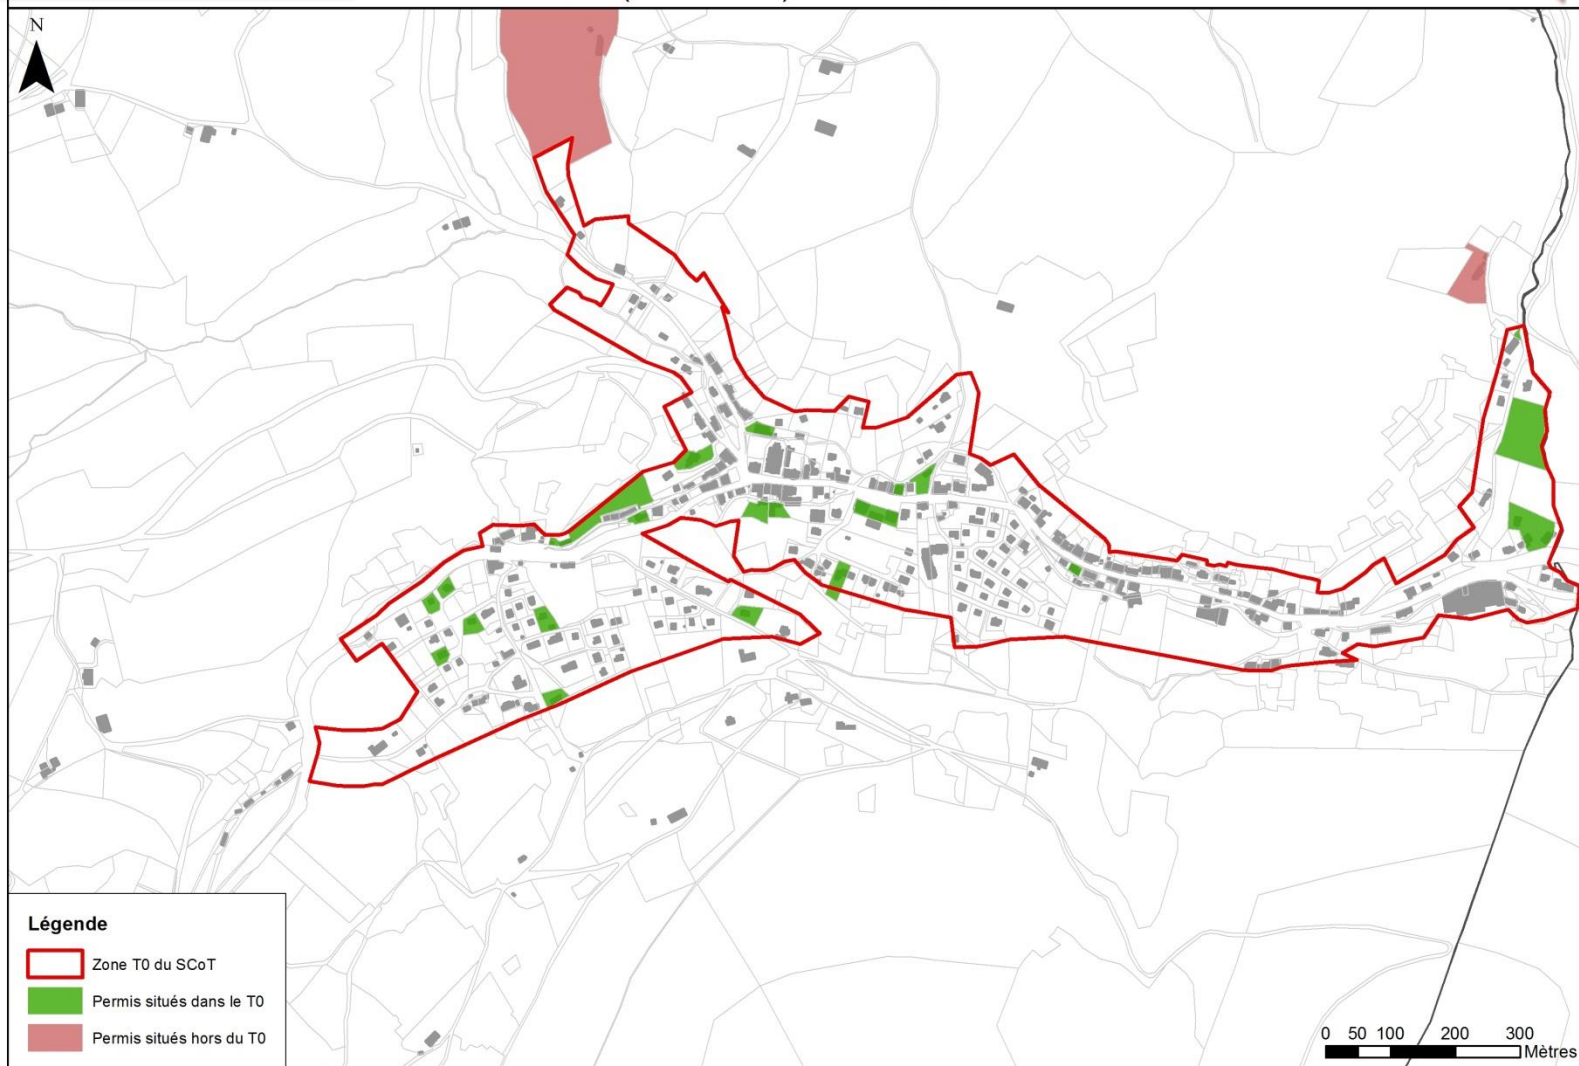 N
Légende
Zone T0 du SCoT
Permis situés dans le T0
Permis situés hors du T0
0 50 100 200 300
Mètres